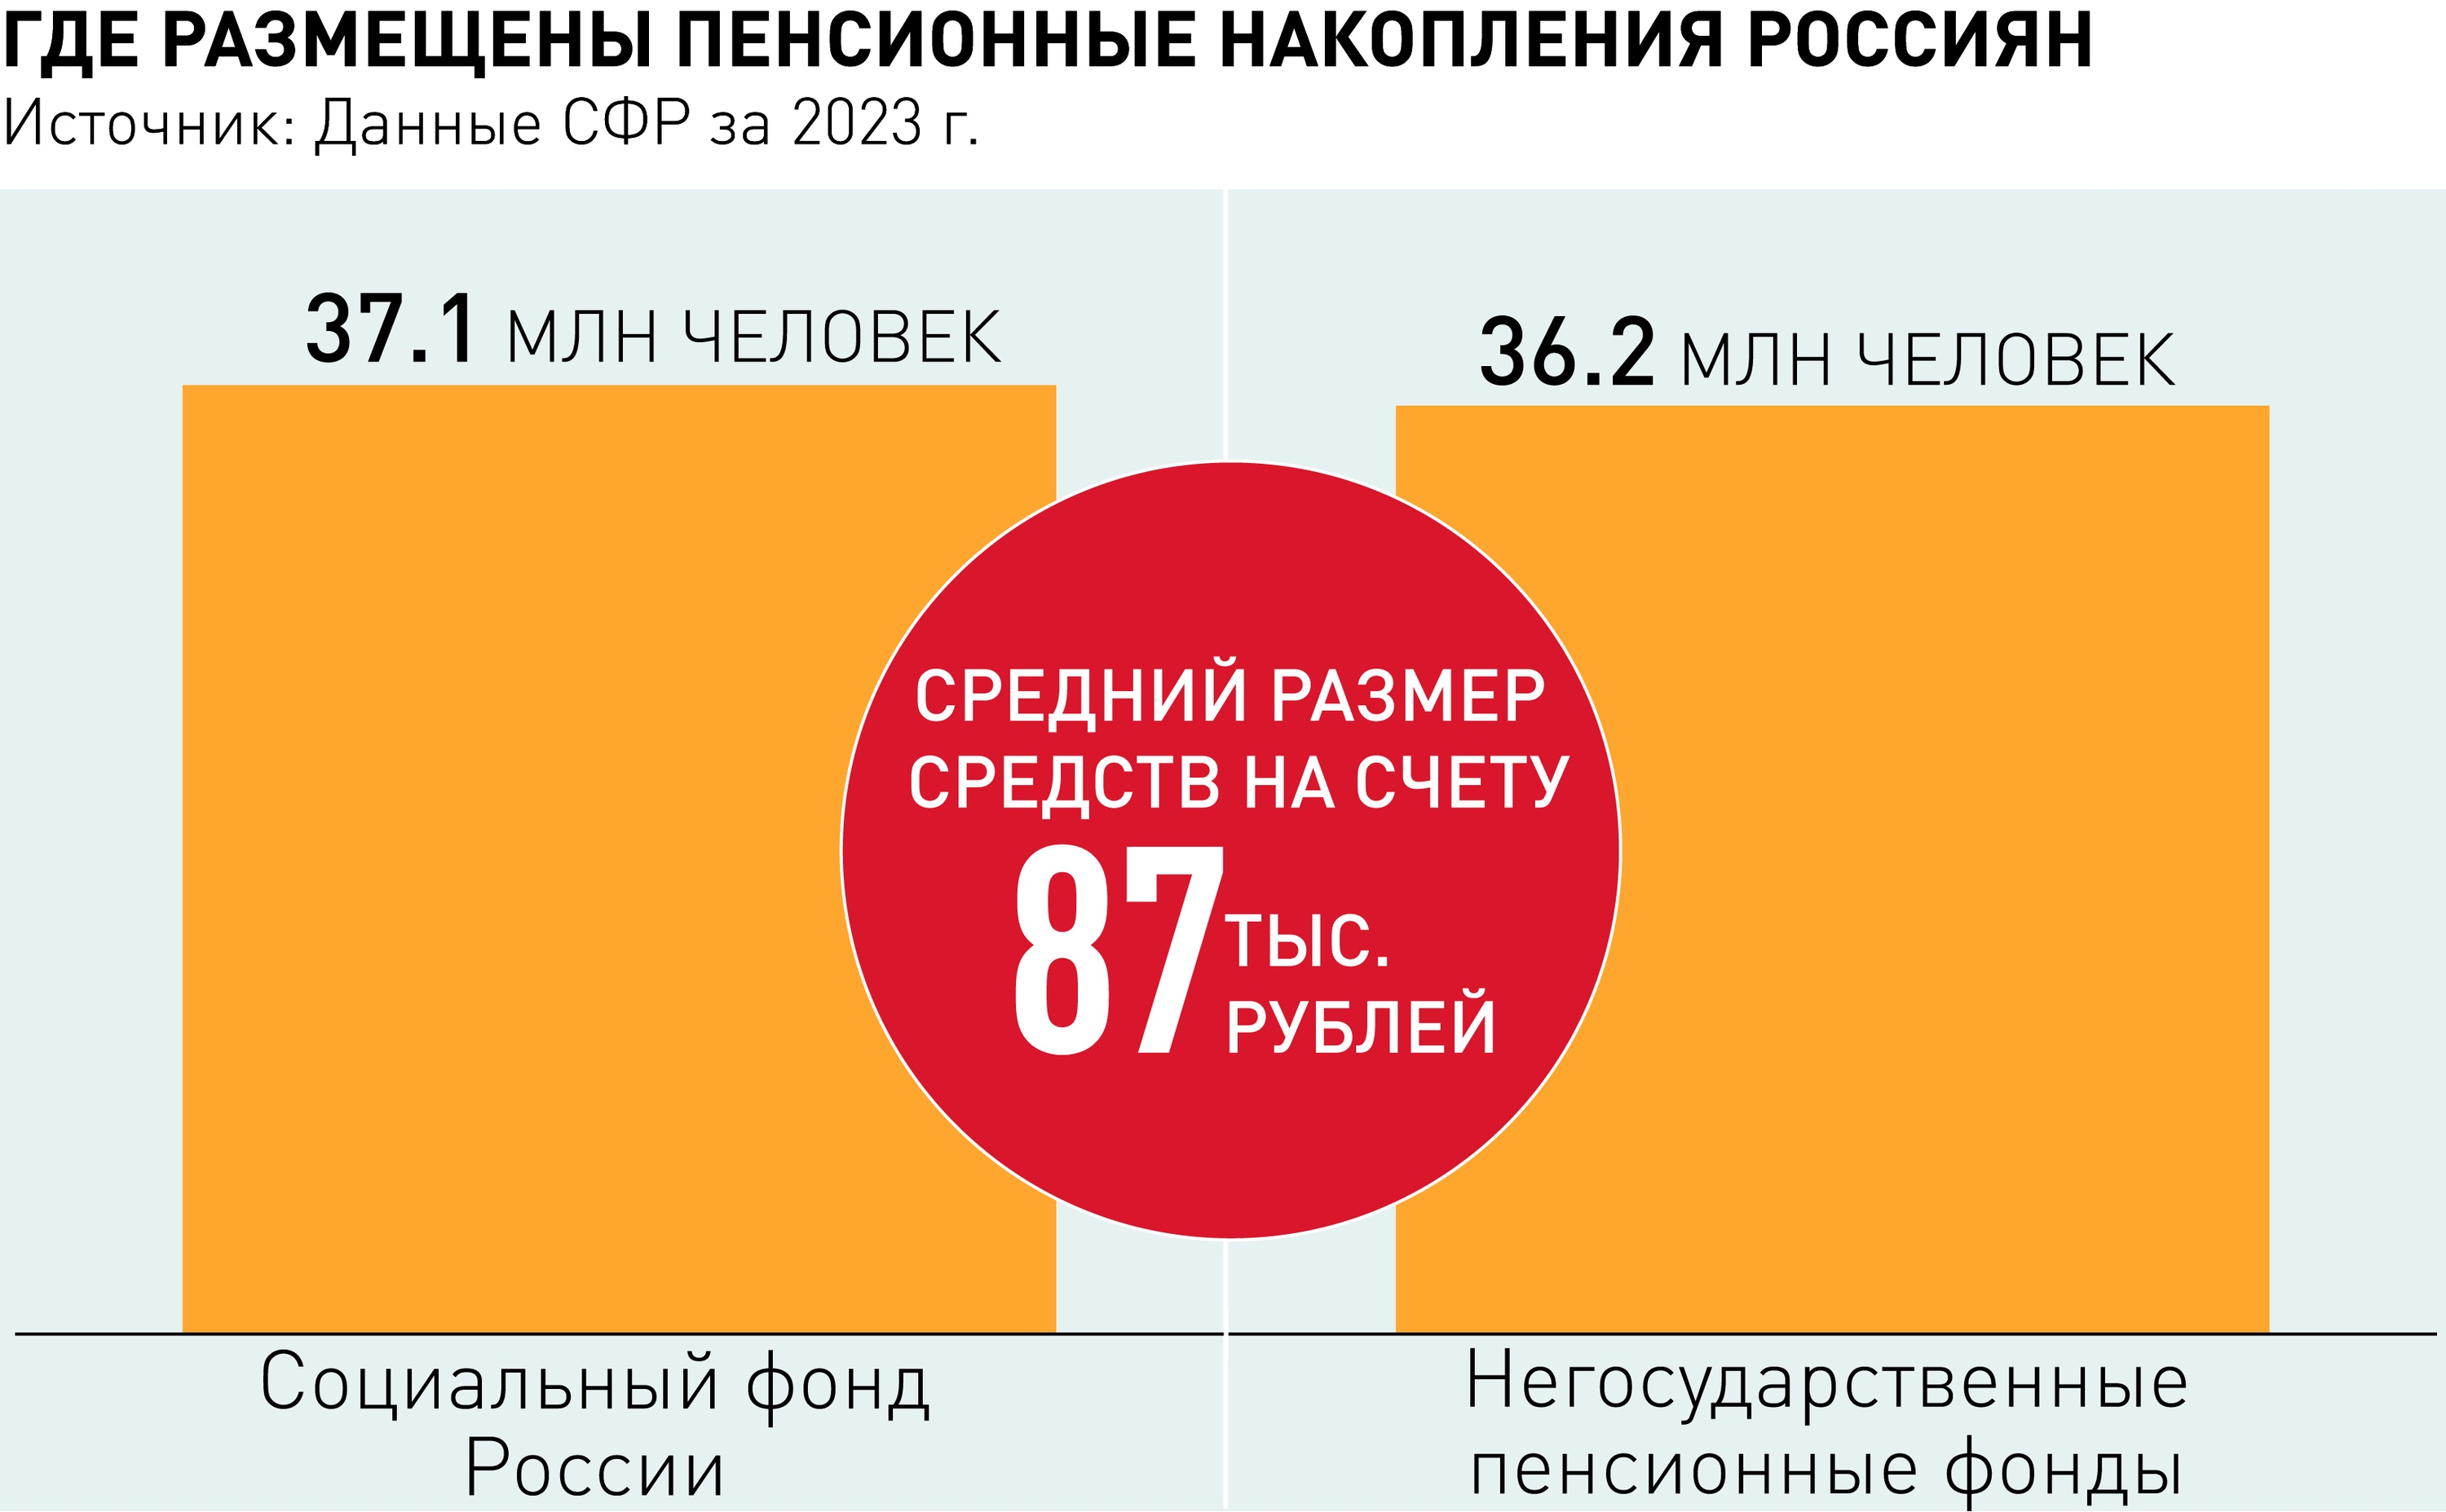 ГДЕ РАЗМЕЩЕНЫ ПЕНСИОННЫЕ НАКОПЛЕНИЯ РОССИЯН
Источник: Данные СФР за 2023 г.
37.1 МЛН ЧЕЛОВЕК
36.2 МЛН ЧЕЛОВЕК
СРЕДНИЙ РАЗМЕР
СРЕДСТВ НА СЧЕТУ
87 ТЫС.
РУБЛЕЙ
Социальный фонд
России
Негосударственные
пенсионные фонды